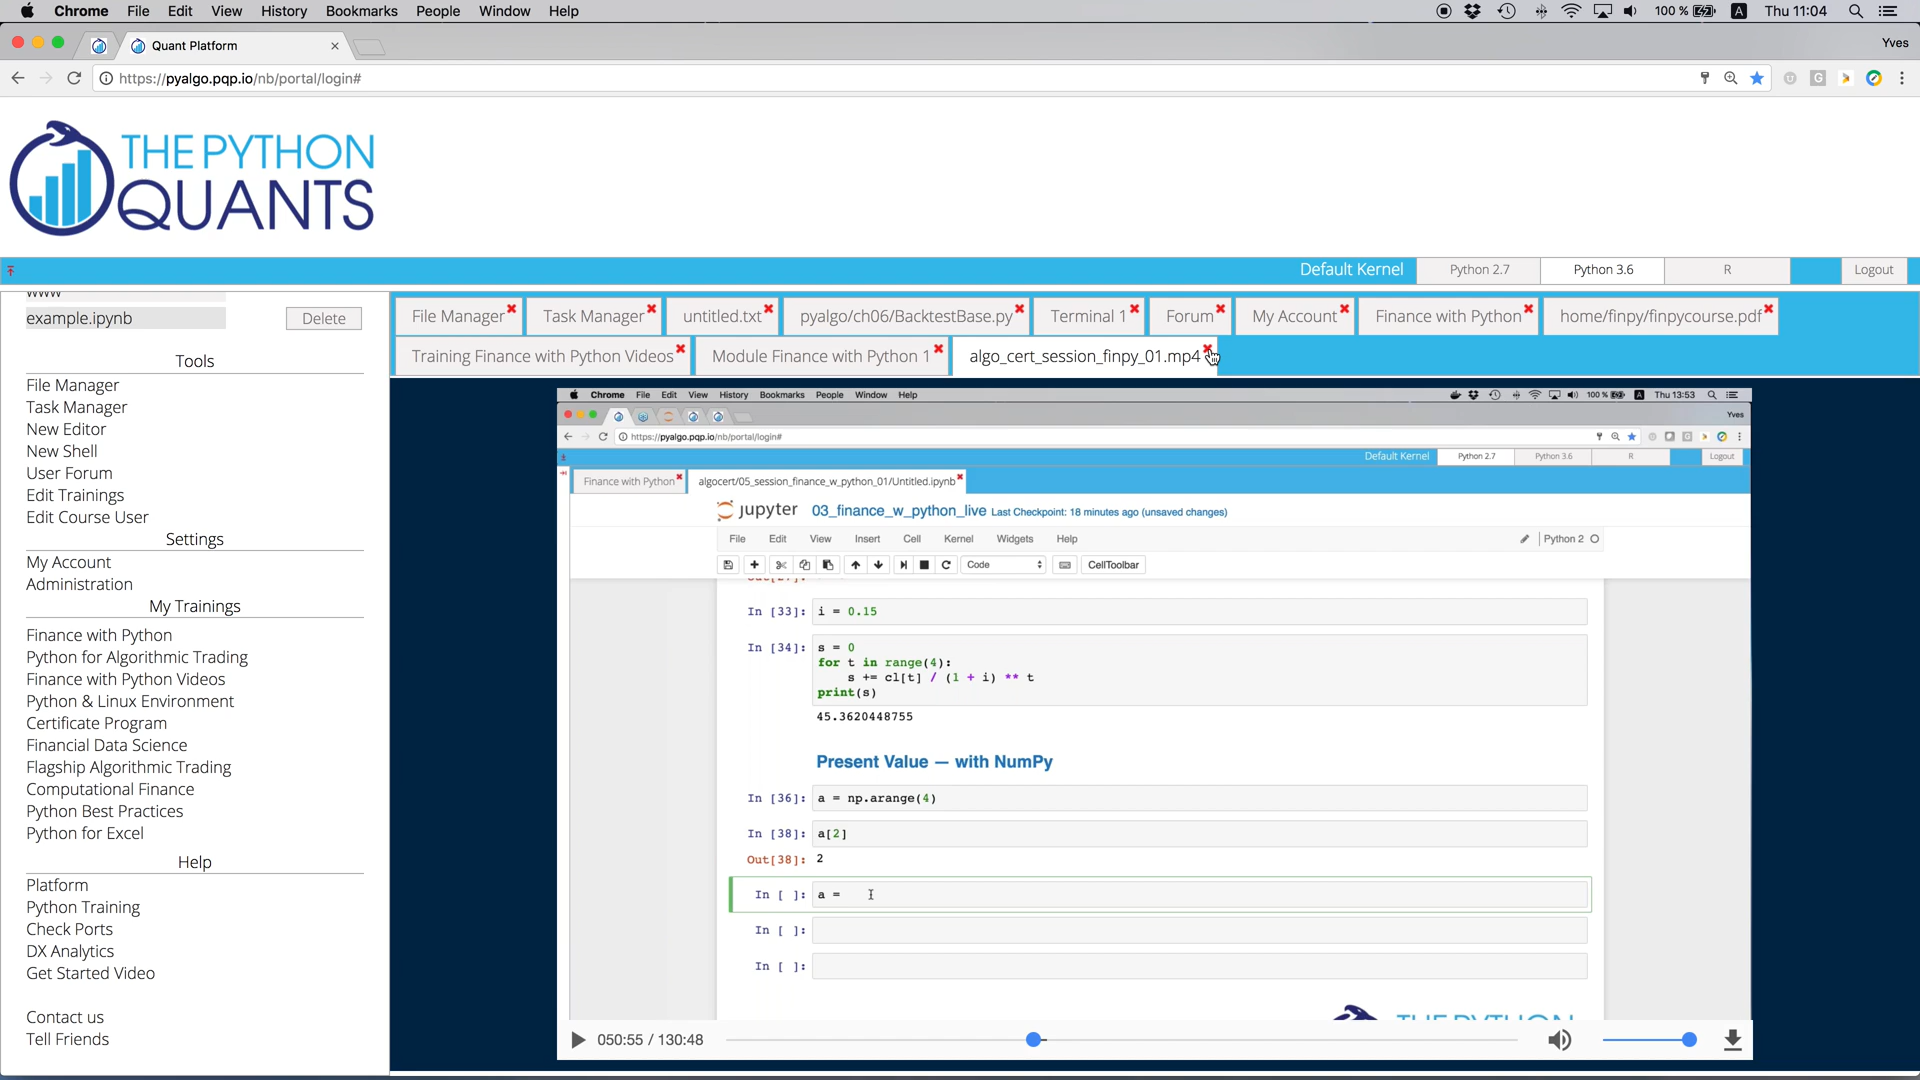 Chrome File Edit View History Bookmarks People Window Help 100 % A Thu 11:04
Quant Platform Yves
https://pyalgo.pqp.io/nb/portal/login#
THE PYTHON
QUANTS
Default Kernel Python 2.7 Python 3.6 R Logout
www
example.ipynb Delete
Tools
File Manager
Task Manager
New Editor
New Shell
User Forum
Edit Trainings
Edit Course User
Settings
My Account
Administration
My Trainings
Finance with Python
Python for Algorithmic Trading
Finance with Python Videos
Python & Linux Environment
Certificate Program
Financial Data Science
Flagship Algorithmic Trading
Computational Finance
Python Best Practices
Python for Excel
Help
Platform
Python Training
Check Ports
DX Analytics
Get Started Video
Contact us
Tell Friends
File Manager Task Manager untitled.txt pyalgo/ch06/BacktestBase.py Terminal 1 Forum My Account Finance with Python home/finpy/finpycourse.pdf
Training Finance with Python Videos Module Finance with Python 1 algo_cert_session_finpy_01.mp4
Chrome File Edit View History Bookmarks People Window Help 100 % A Thu 13:53
Yves
https://pyalgo.pqp.io/nb/portal/login#
Default Kernel Python 2.7 Python 3.6 R Logout
Finance with Python algocert/05_session_finance_w_python_01/Untitled.ipynb
jupyter 03_finance_w_python_live Last Checkpoint: 18 minutes ago (unsaved changes)
File Edit View Insert Cell Kernel Widgets Help Python 2
Code CellToolbar
In [33]: i = 0.15
In [34]: s = 0
for t in range(4):
s += cl[t] / (1 + i) ** t
print(s)
45.3620448755
Present Value — with NumPy
In [36]: a = np.arange(4)
In [38]: a[2]
Out[38]: 2
In [ ]: a =
In [ ]:
In [ ]:
THE PYTHON
050:55 / 130:48